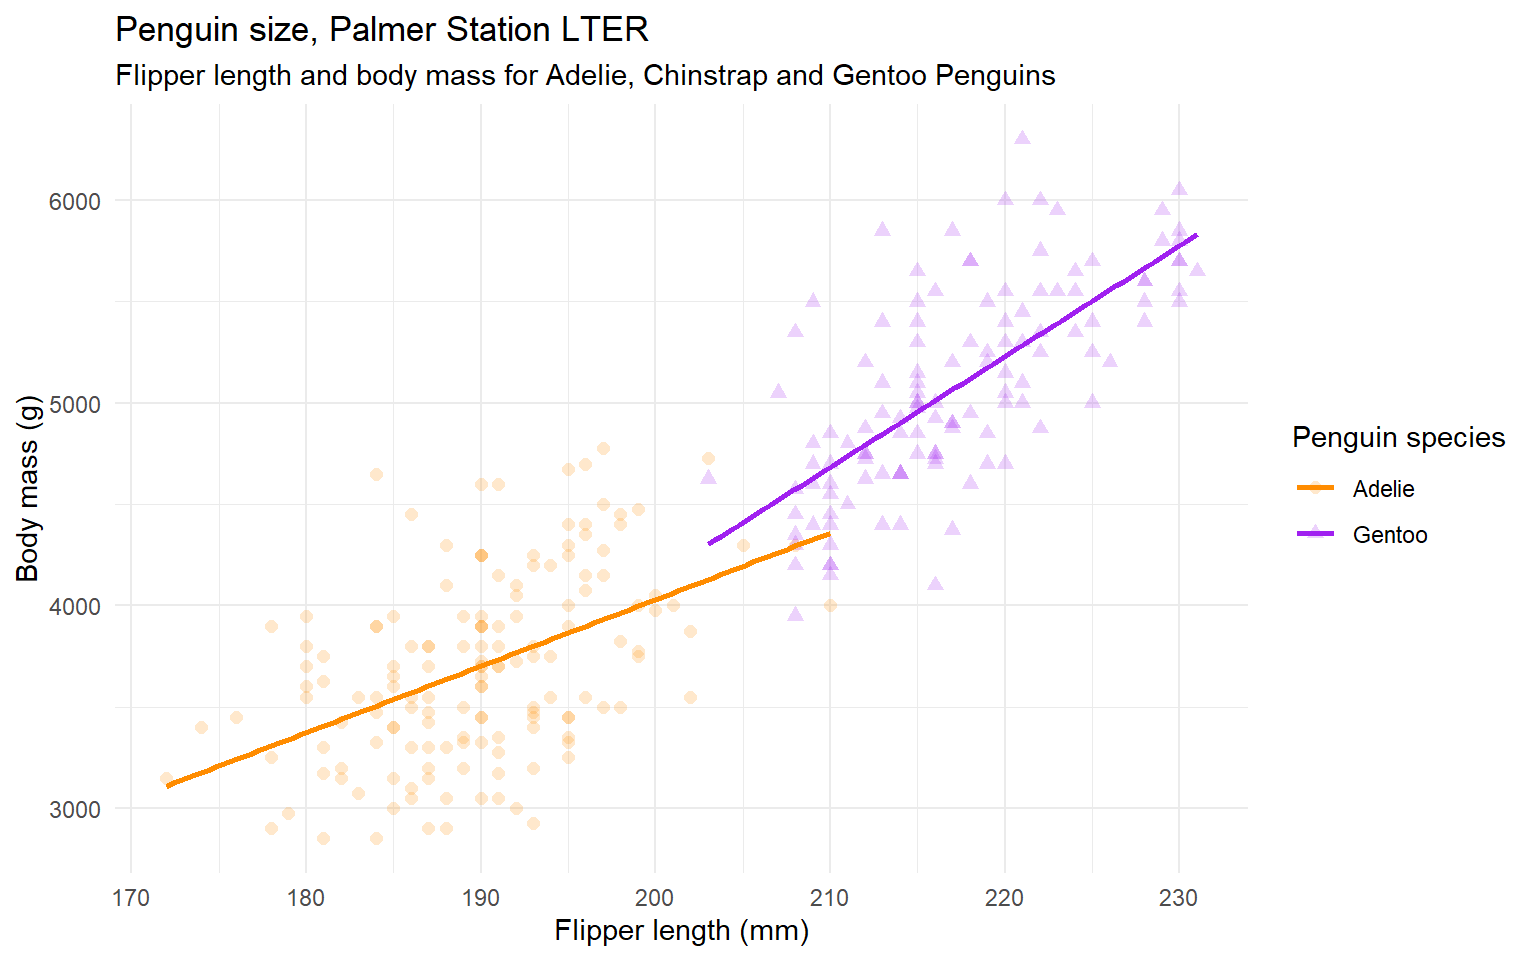 Penguin size, Palmer Station LTER
Flipper length and body mass for Adelie, Chinstrap and Gentoo Penguins
Body mass (g)
6000
5000
4000
3000
170 180 190 200 210 220 230
Flipper length (mm)
Penguin species
Adelie
Gentoo